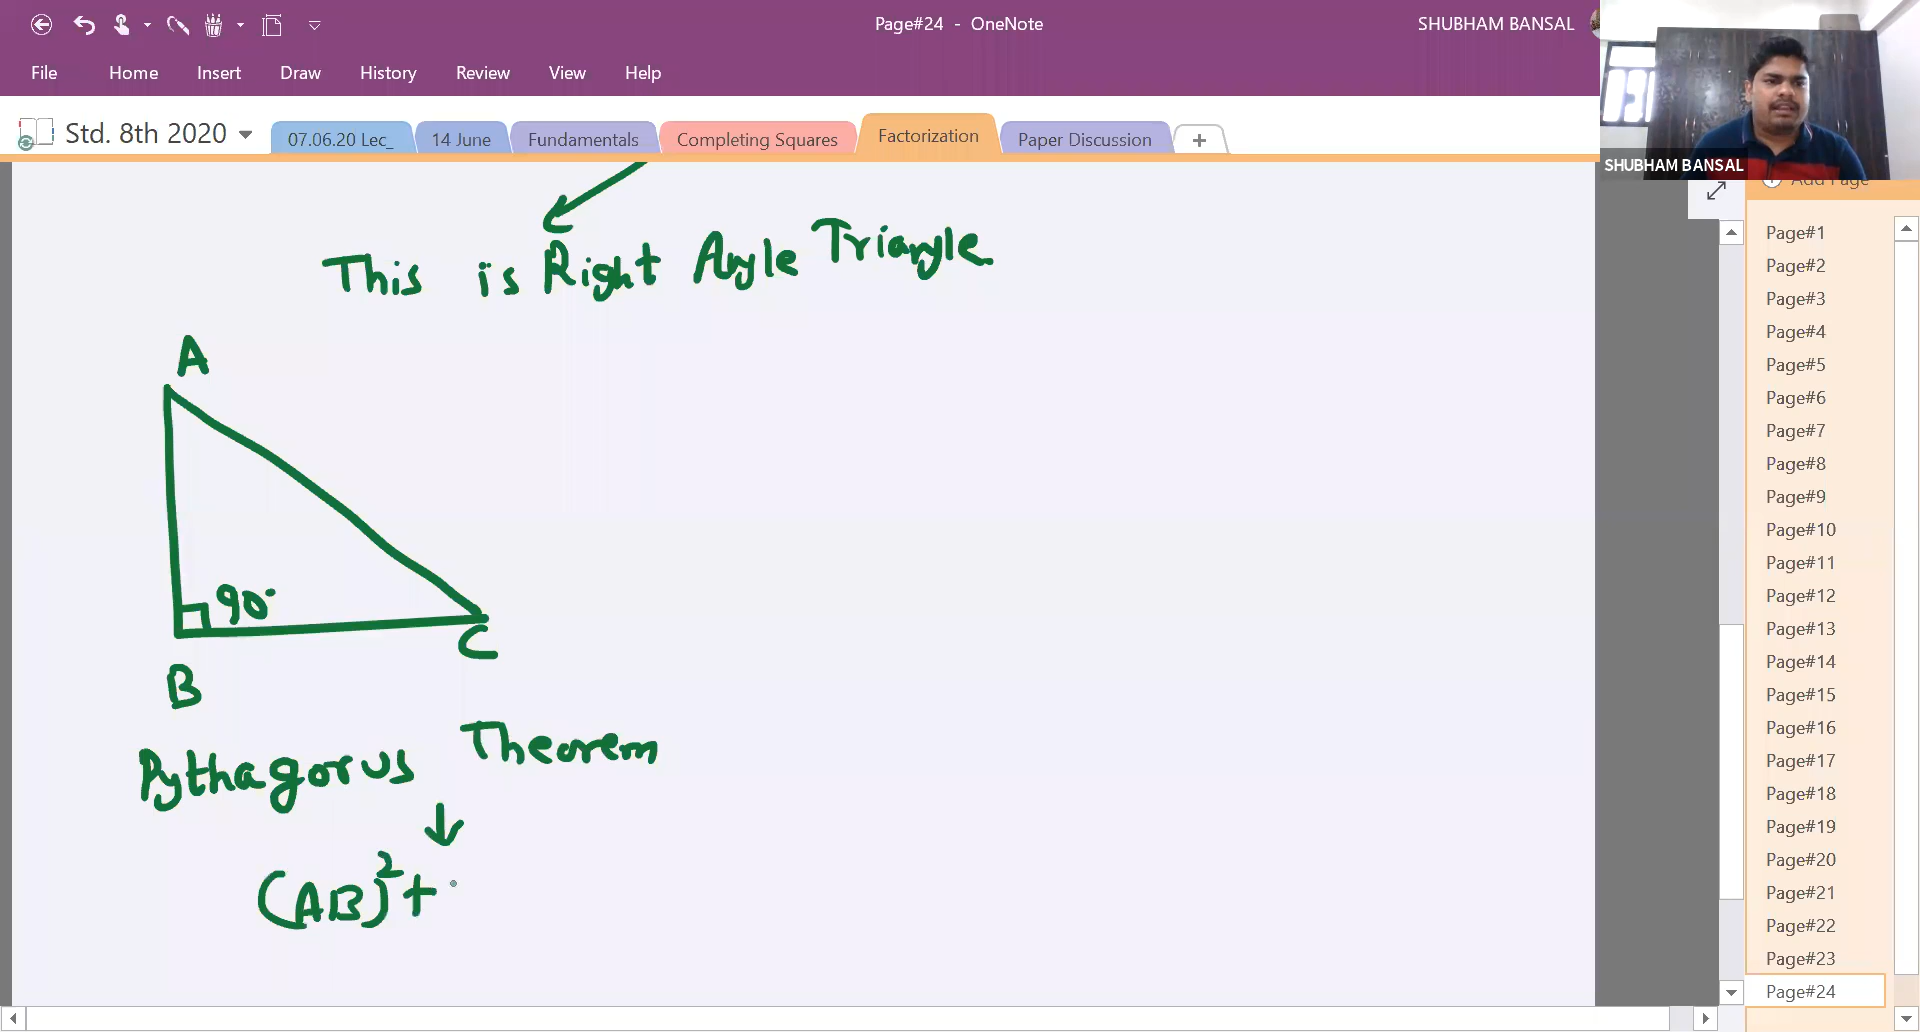 Page#24 - OneNote
SHUBHAM BANSAL
File Home Insert Draw History Review View Help
SHUBHAM BANSAL
Std. 8th 2020
07.06.20 Lec_
14 June
Fundamentals
Completing Squares
Factorization
Paper Discussion
+
Add Page
This is Right Angle Triangle
A
90°
C
B
Pythagorus Theorem
(AB)²+
Page#1
Page#2
Page#3
Page#4
Page#5
Page#6
Page#7
Page#8
Page#9
Page#10
Page#11
Page#12
Page#13
Page#14
Page#15
Page#16
Page#17
Page#18
Page#19
Page#20
Page#21
Page#22
Page#23
Page#24